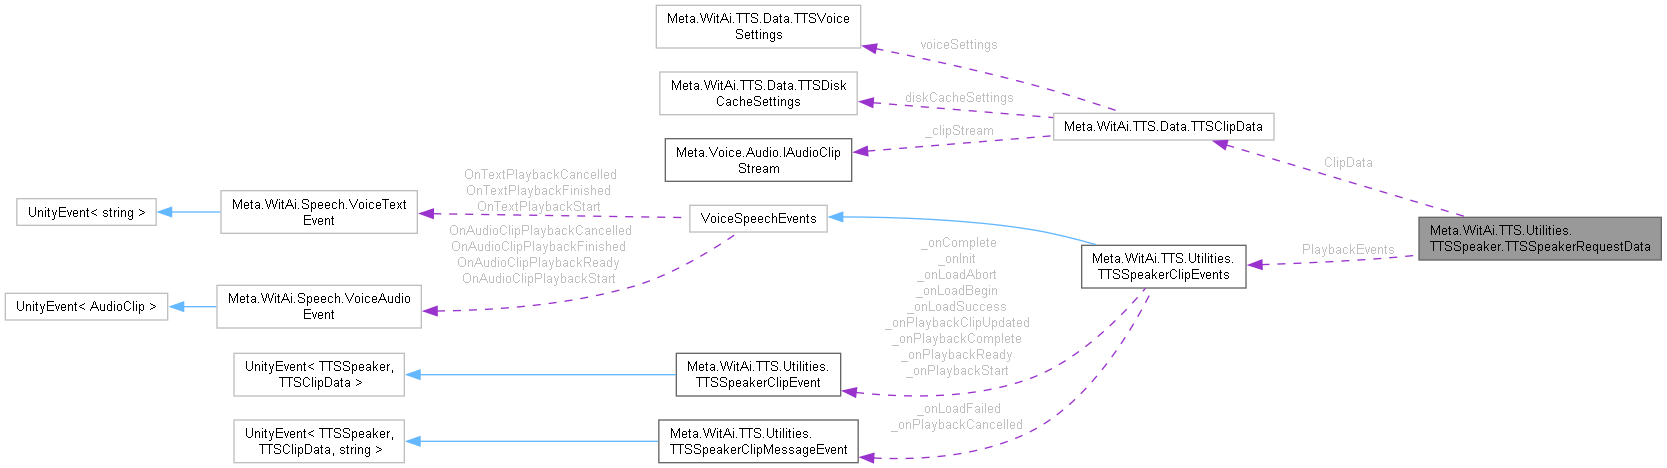 Meta.WitAi.TTS.Data.TTSVoice
Settings
voiceSettings
Meta.WitAi.TTS.Data.TTSDisk
CacheSettings
diskCacheSettings
Meta.WitAi.TTS.Data.TTSClipData
_clipStream
Meta.Voice.Audio.IAudioClip
Stream
ClipData
OnTextPlaybackCancelled
OnTextPlaybackFinished
OnTextPlaybackStart
UnityEvent< string >
Meta.WitAi.Speech.VoiceText
Event
VoiceSpeechEvents
OnAudioClipPlaybackCancelled
OnAudioClipPlaybackFinished
OnAudioClipPlaybackReady
OnAudioClipPlaybackStart
Meta.WitAi.TTS.Utilities.
TTSSpeaker.TTSSpeakerRequestData
PlaybackEvents
Meta.WitAi.TTS.Utilities.
TTSSpeakerClipEvents
_onComplete
_onInit
_onLoadAbort
_onLoadBegin
_onLoadSuccess
_onPlaybackClipUpdated
_onPlaybackComplete
_onPlaybackReady
_onPlaybackStart
UnityEvent< AudioClip >
Meta.WitAi.Speech.VoiceAudio
Event
UnityEvent< TTSSpeaker,
TTSClipData >
Meta.WitAi.TTS.Utilities.
TTSSpeakerClipEvent
_onLoadFailed
_onPlaybackCancelled
UnityEvent< TTSSpeaker,
TTSClipData, string >
Meta.WitAi.TTS.Utilities.
TTSSpeakerClipMessageEvent